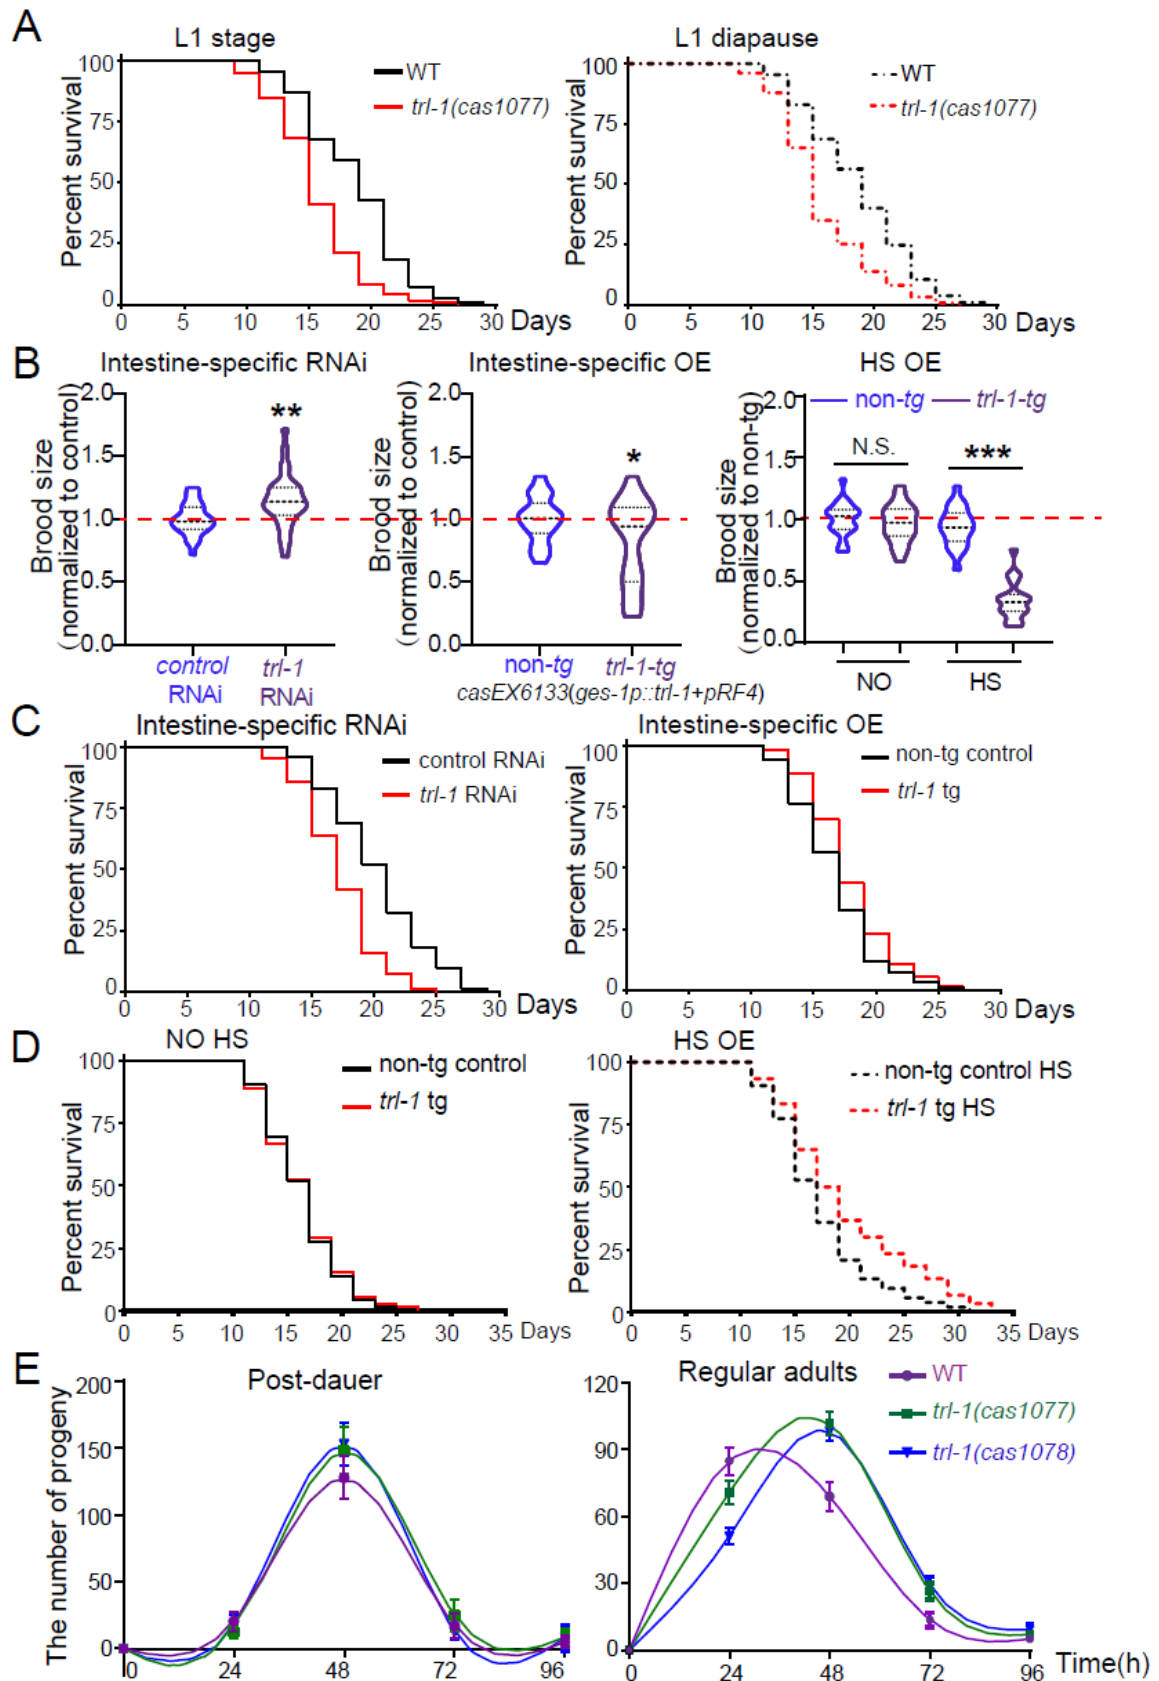 A
L1 stage
L1 diapause
Percent survival
100
75
50
25
0
WT
trl-1(cas1077)
0 5 10 15 20 25 30 Days
Percent survival
100
75
50
25
0
WT
trl-1(cas1077)
0 5 10 15 20 25 30 Days
B
Intestine-specific RNAi
Intestine-specific OE
HS OE
Brood size
(normalized to control)
2.0
1.5
1.0
0.5
0.0
**
control
RNAi
trl-1
RNAi
Brood size
(normalized to control)
2.0
1.5
1.0
0.5
0.0
*
non-tg
trl-1-tg
casEX6133(ges-1p::trl-1+pRF4)
Brood size
(normalized to non-tg)
2.0
1.5
1.0
0.5
0.0
non-tg
trl-1-tg
N.S.
***
NO
HS
C
Intestine-specific RNAi
Intestine-specific OE
Percent survival
100
75
50
25
0
control RNAi
trl-1 RNAi
0 5 10 15 20 25 30 Days
Percent survival
100
75
50
25
0
non-tg control
trl-1 tg
0 5 10 15 20 25 30 Days
D
NO HS
HS OE
Percent survival
100
75
50
25
0
non-tg control
trl-1 tg
0 5 10 15 20 25 30 35 Days
Percent survival
100
75
50
25
0
non-tg control HS
trl-1 tg HS
0 5 10 15 20 25 30 35 Days
E
Post-dauer
Regular adults
The number of progeny
200
150
100
50
0
0 24 48 72 96
120
90
60
30
0
WT
trl-1(cas1077)
trl-1(cas1078)
0 24 48 72 96 Time(h)